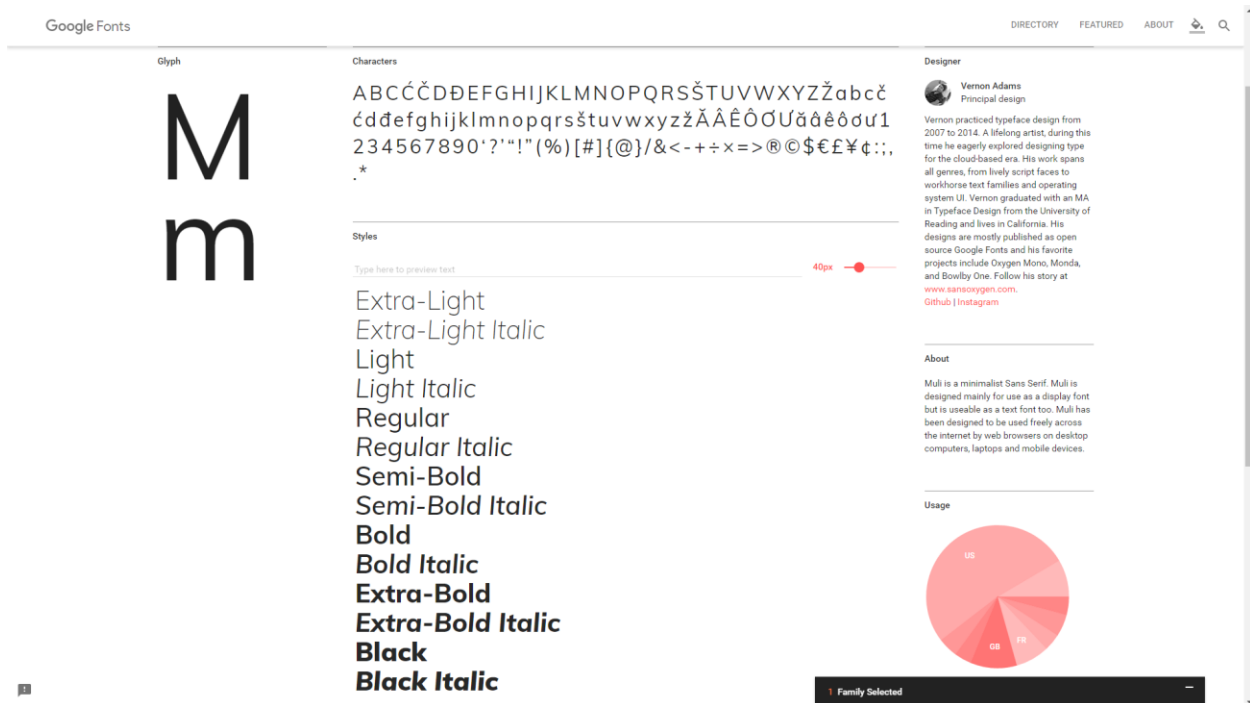 Google Fonts
DIRECTORY FEATURED ABOUT
Glyph
M
m
Characters
ABCĆČDĐEFGHIJKLMNOPQRSŠTUVWXYZŽabcč
ćdđefghijklmnopqrsštuvwxyzžĂÂÊÔƠƯăâêôơư1
234567890‘?’“!”(%)[#]{@}/&<-+÷×=>®©$€£¥¢:;,
.*
Styles
Type here to preview text
40px
Extra-Light
Extra-Light Italic
Light
Light Italic
Regular
Regular Italic
Semi-Bold
Semi-Bold Italic
Bold
Bold Italic
Extra-Bold
Extra-Bold Italic
Black
Black Italic
Designer
Vernon Adams
Principal design
Vernon practiced typeface design from
2007 to 2014. A lifelong artist, during this
time he eagerly explored designing type
for the cloud-based era. His work spans
all genres, from lively script faces to
workhorse text families and operating
system UI. Vernon graduated with an MA
in Typeface Design from the University of
Reading and lives in California. His
designs are mostly published as open
source Google Fonts and his favorite
projects include Oxygen Mono, Monda,
and Bowlby One. Follow his story at
www.sansoxygen.com.
Github | Instagram
About
Muli is a minimalist Sans Serif. Muli is
designed mainly for use as a display font
but is useable as a text font too. Muli has
been designed to be used freely across
the internet by web browsers on desktop
computers, laptops and mobile devices.
Usage
US
GB
FR
1 Family Selected